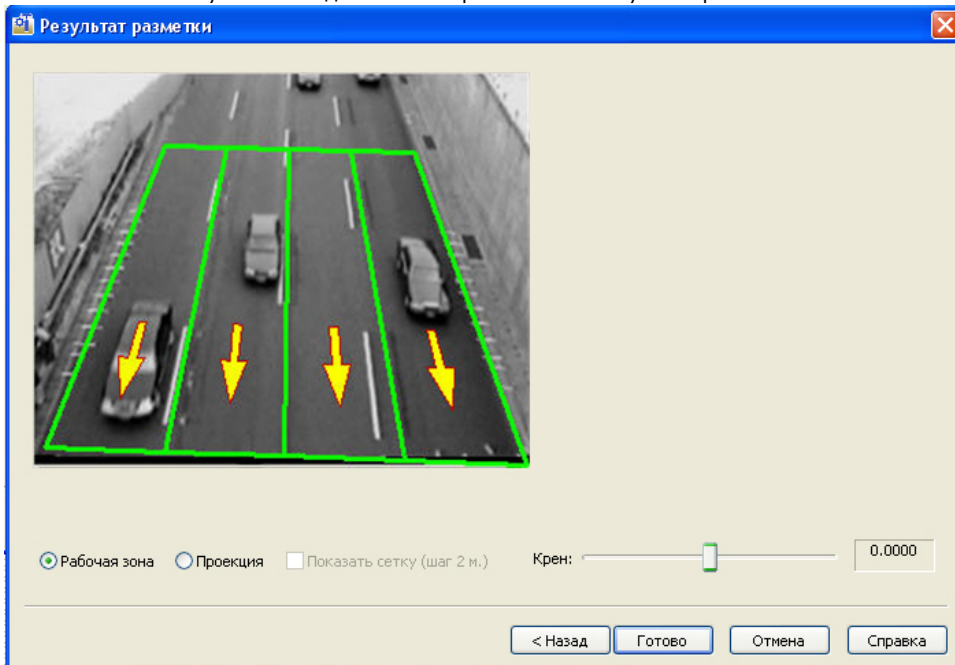 Результат разметки
Рабочая зона Проекция Показать сетку (шаг 2 м.) Крен: 0.0000
< Назад Готово Отмена Справка